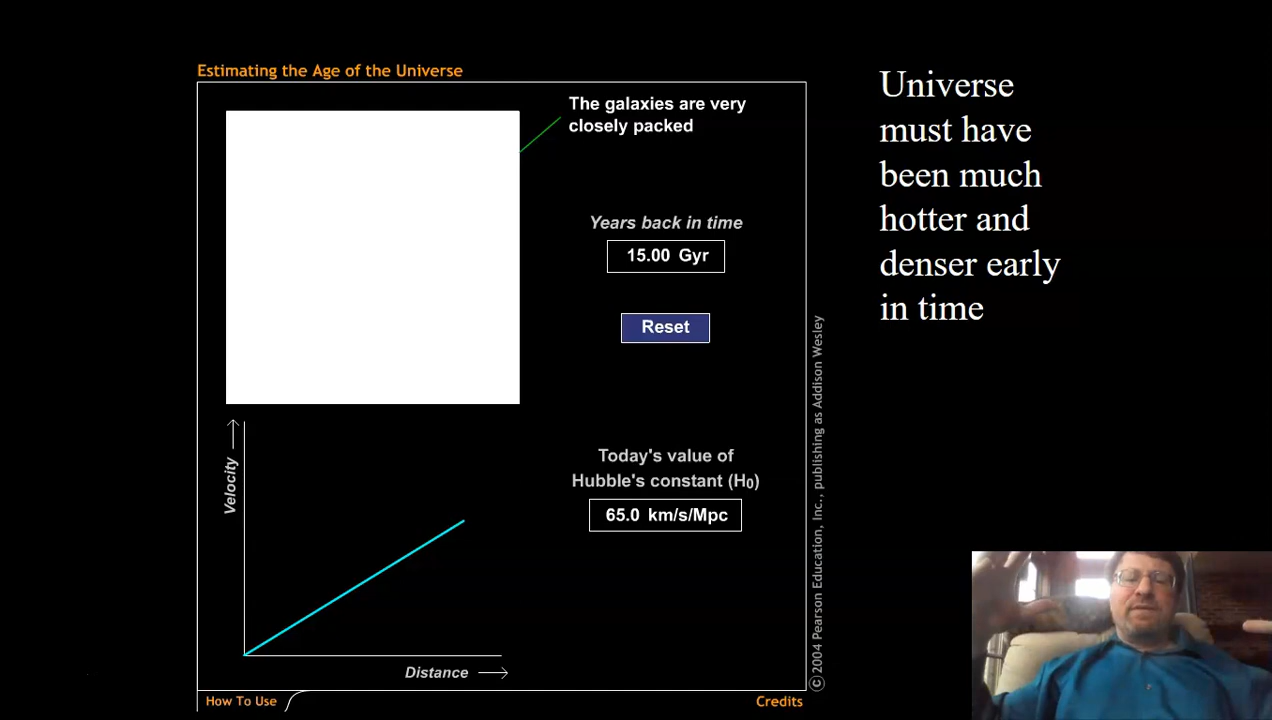 Estimating the Age of the Universe
The galaxies are very
closely packed
Years back in time
15.00 Gyr
Reset
Today's value of
Hubble's constant (H0)
65.0 km/s/Mpc
Velocity
Distance
How To Use
Credits
©2004 Pearson Education, Inc., publishing as Addison Wesley
Universe
must have
been much
hotter and
denser early
in time